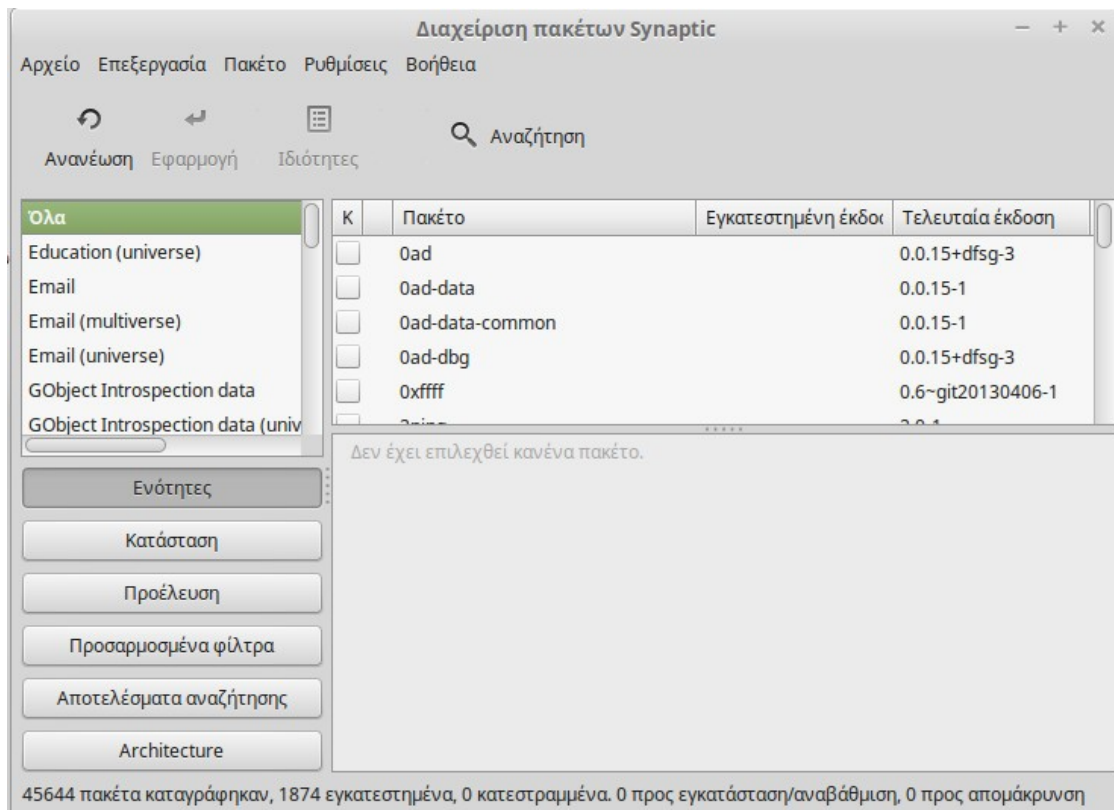 Διαχείριση πακέτων Synaptic
Αρχείο Επεξεργασία Πακέτο Ρυθμίσεις Βοήθεια
Ανανέωση Εφαρμογή Ιδιότητες Αναζήτηση
Όλα
Education (universe)
Email
Email (multiverse)
Email (universe)
GObject Introspection data
GObject Introspection data (univ
Ενότητες
Κατάσταση
Προέλευση
Προσαρμοσμένα φίλτρα
Αποτελέσματα αναζήτησης
Architecture
Κ Πακέτο Εγκατεστημένη έκδος Τελευταία έκδοση
0ad 0.0.15+dfsg-3
0ad-data 0.0.15-1
0ad-data-common 0.0.15-1
0ad-dbg 0.0.15+dfsg-3
0xffff 0.6~git20130406-1
Δεν έχει επιλεχθεί κανένα πακέτο.
45644 πακέτα καταγράφηκαν, 1874 εγκατεστημένα, 0 κατεστραμμένα. 0 προς εγκατάσταση/αναβάθμιση, 0 προς απομάκρυνση